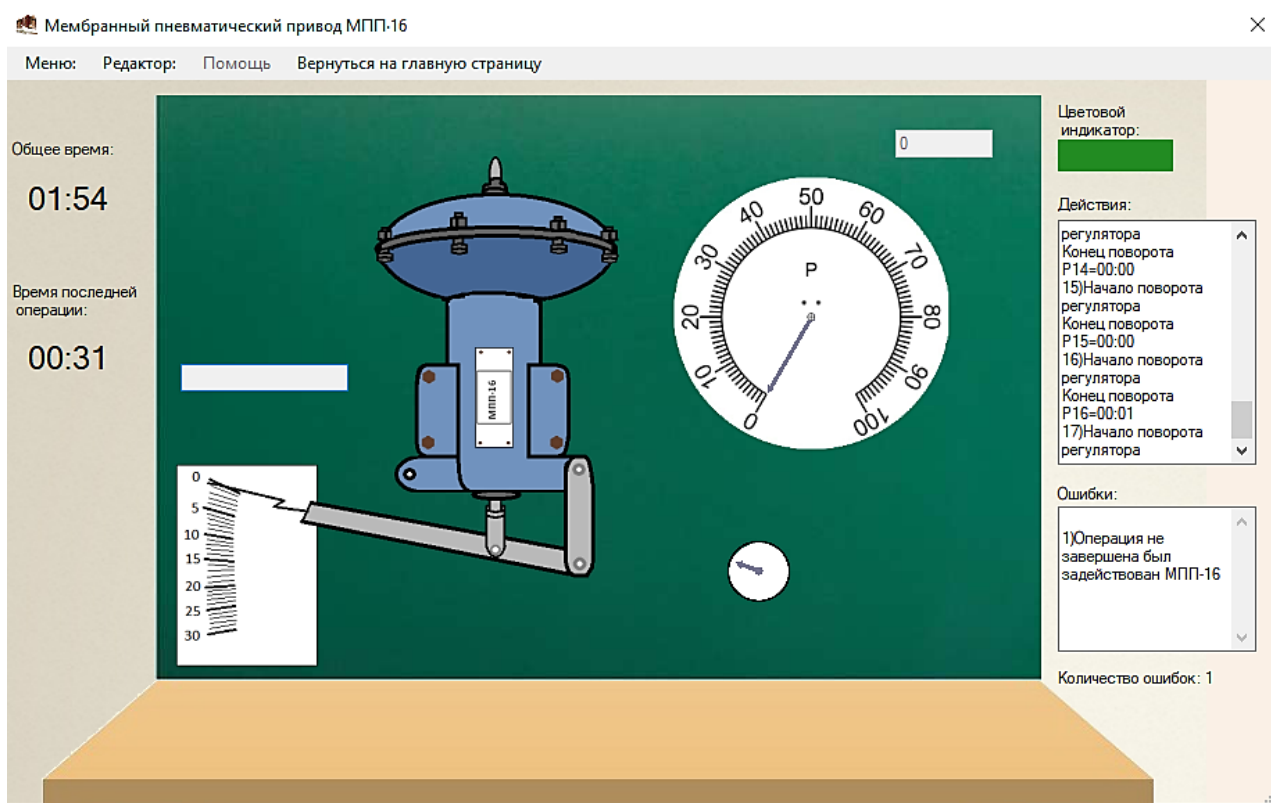 Мембранный пневматический привод МПП-16
Меню: Редактор: Помощь Вернуться на главную страницу
Общее время:
01:54
Время последней
операции:
00:31
0
5
10
15
20
25
30
МПП-16
0
0
10
20
30
40
50
60
70
80
90
100
P
Цветовой
индикатор:
Действия:
регулятора
Конец поворота
P14=00:00
15)Начало поворота
регулятора
Конец поворота
P15=00:00
16)Начало поворота
регулятора
Конец поворота
P16=00:01
17)Начало поворота
регулятора
Ошибки:
1)Операция не
завершена был
задействован МПП-16
Количество ошибок: 1